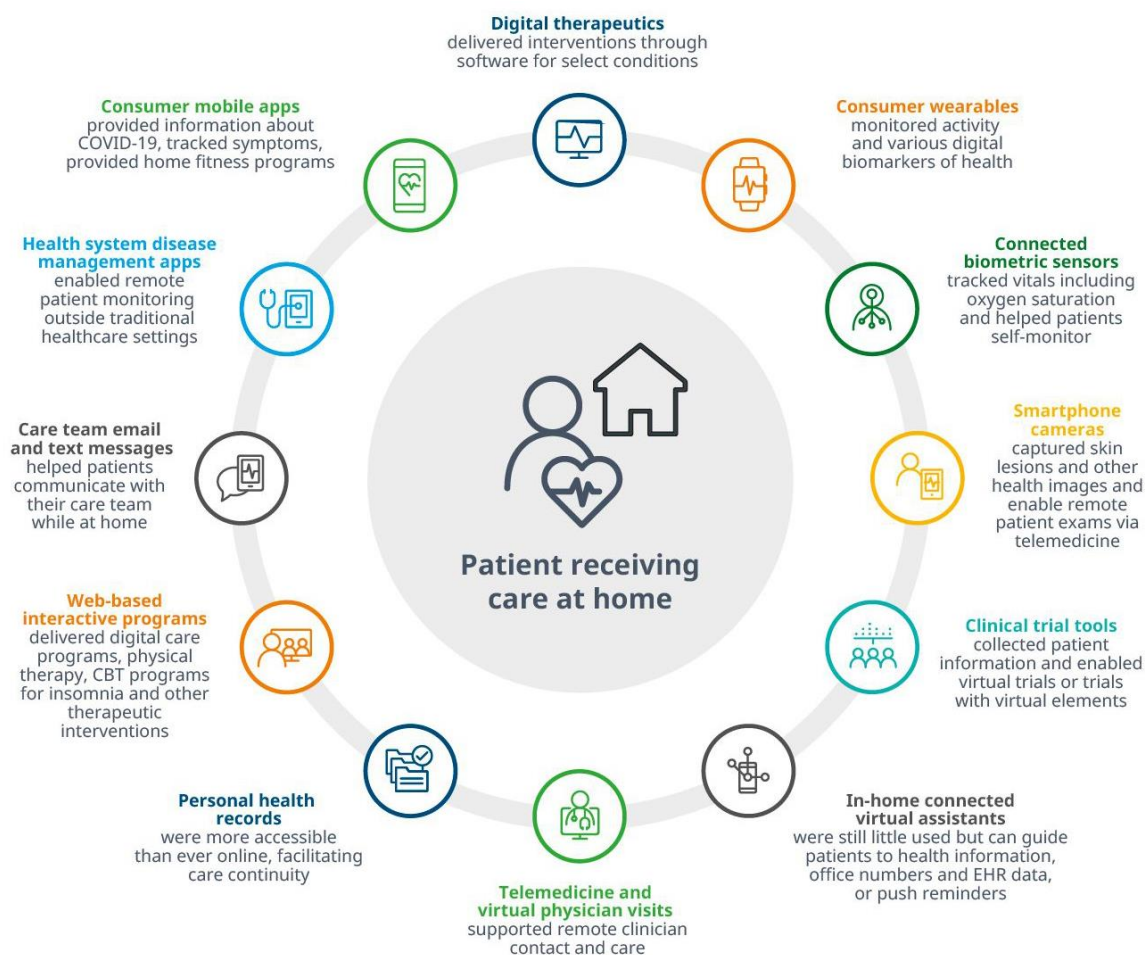 Digital therapeutics
delivered interventions through
software for select conditions
Consumer wearables
monitored activity
and various digital
biomarkers of health
Connected
biometric sensors
tracked vitals including
oxygen saturation
and helped patients
self-monitor
Smartphone
cameras
captured skin
lesions and other
health images and
enable remote
patient exams via
telemedicine
Clinical trial tools
collected patient
information and enabled
virtual trials or trials
with virtual elements
In-home connected
virtual assistants
were still little used but can guide
patients to health information,
office numbers and EHR data,
or push reminders
Telemedicine and
virtual physician visits
supported remote clinician
contact and care
Personal health
records
were more accessible
than ever online, facilitating
care continuity
Web-based
interactive programs
delivered digital care
programs, physical
therapy, CBT programs
for insomnia and other
therapeutic
interventions
Care team email
and text messages
helped patients
communicate with
their care team
while at home
Health system disease
management apps
enabled remote
patient monitoring
outside traditional
healthcare settings
Consumer mobile apps
provided information about
COVID-19, tracked symptoms,
provided home fitness programs
Patient receiving
care at home